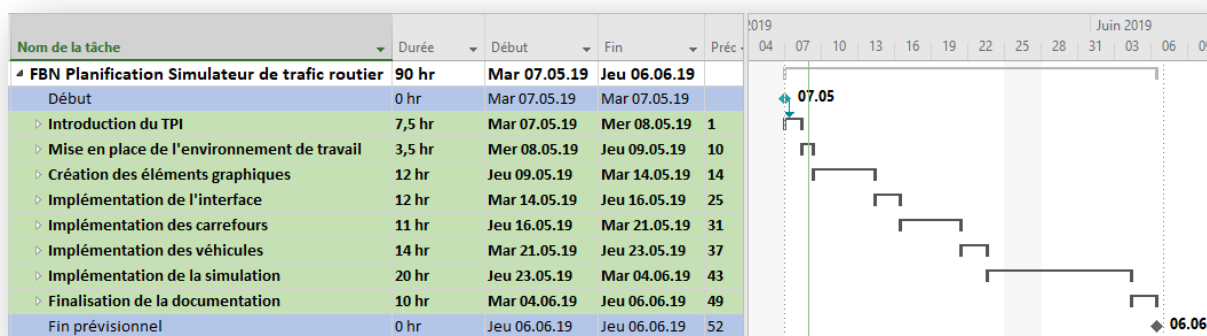 2019 Juin 2019
Nom de la tâche Durée Début Fin Préc 04 07 10 13 16 19 22 25 28 31 03 06 09
FBN Planification Simulateur de trafic routier 90 hr Mar 07.05.19 Jeu 06.06.19
Début 0 hr Mar 07.05.19 Mar 07.05.19 07.05
Introduction du TPI 7,5 hr Mar 07.05.19 Mer 08.05.19 1
Mise en place de l'environnement de travail 3,5 hr Mer 08.05.19 Jeu 09.05.19 10
Création des éléments graphiques 12 hr Jeu 09.05.19 Mar 14.05.19 14
Implémentation de l'interface 12 hr Mar 14.05.19 Jeu 16.05.19 25
Implémentation des carrefours 11 hr Jeu 16.05.19 Mar 21.05.19 31
Implémentation des véhicules 14 hr Mar 21.05.19 Jeu 23.05.19 37
Implémentation de la simulation 20 hr Jeu 23.05.19 Mar 04.06.19 43
Finalisation de la documentation 10 hr Mar 04.06.19 Jeu 06.06.19 49
Fin prévisionnel 0 hr Jeu 06.06.19 Jeu 06.06.19 52 06.06